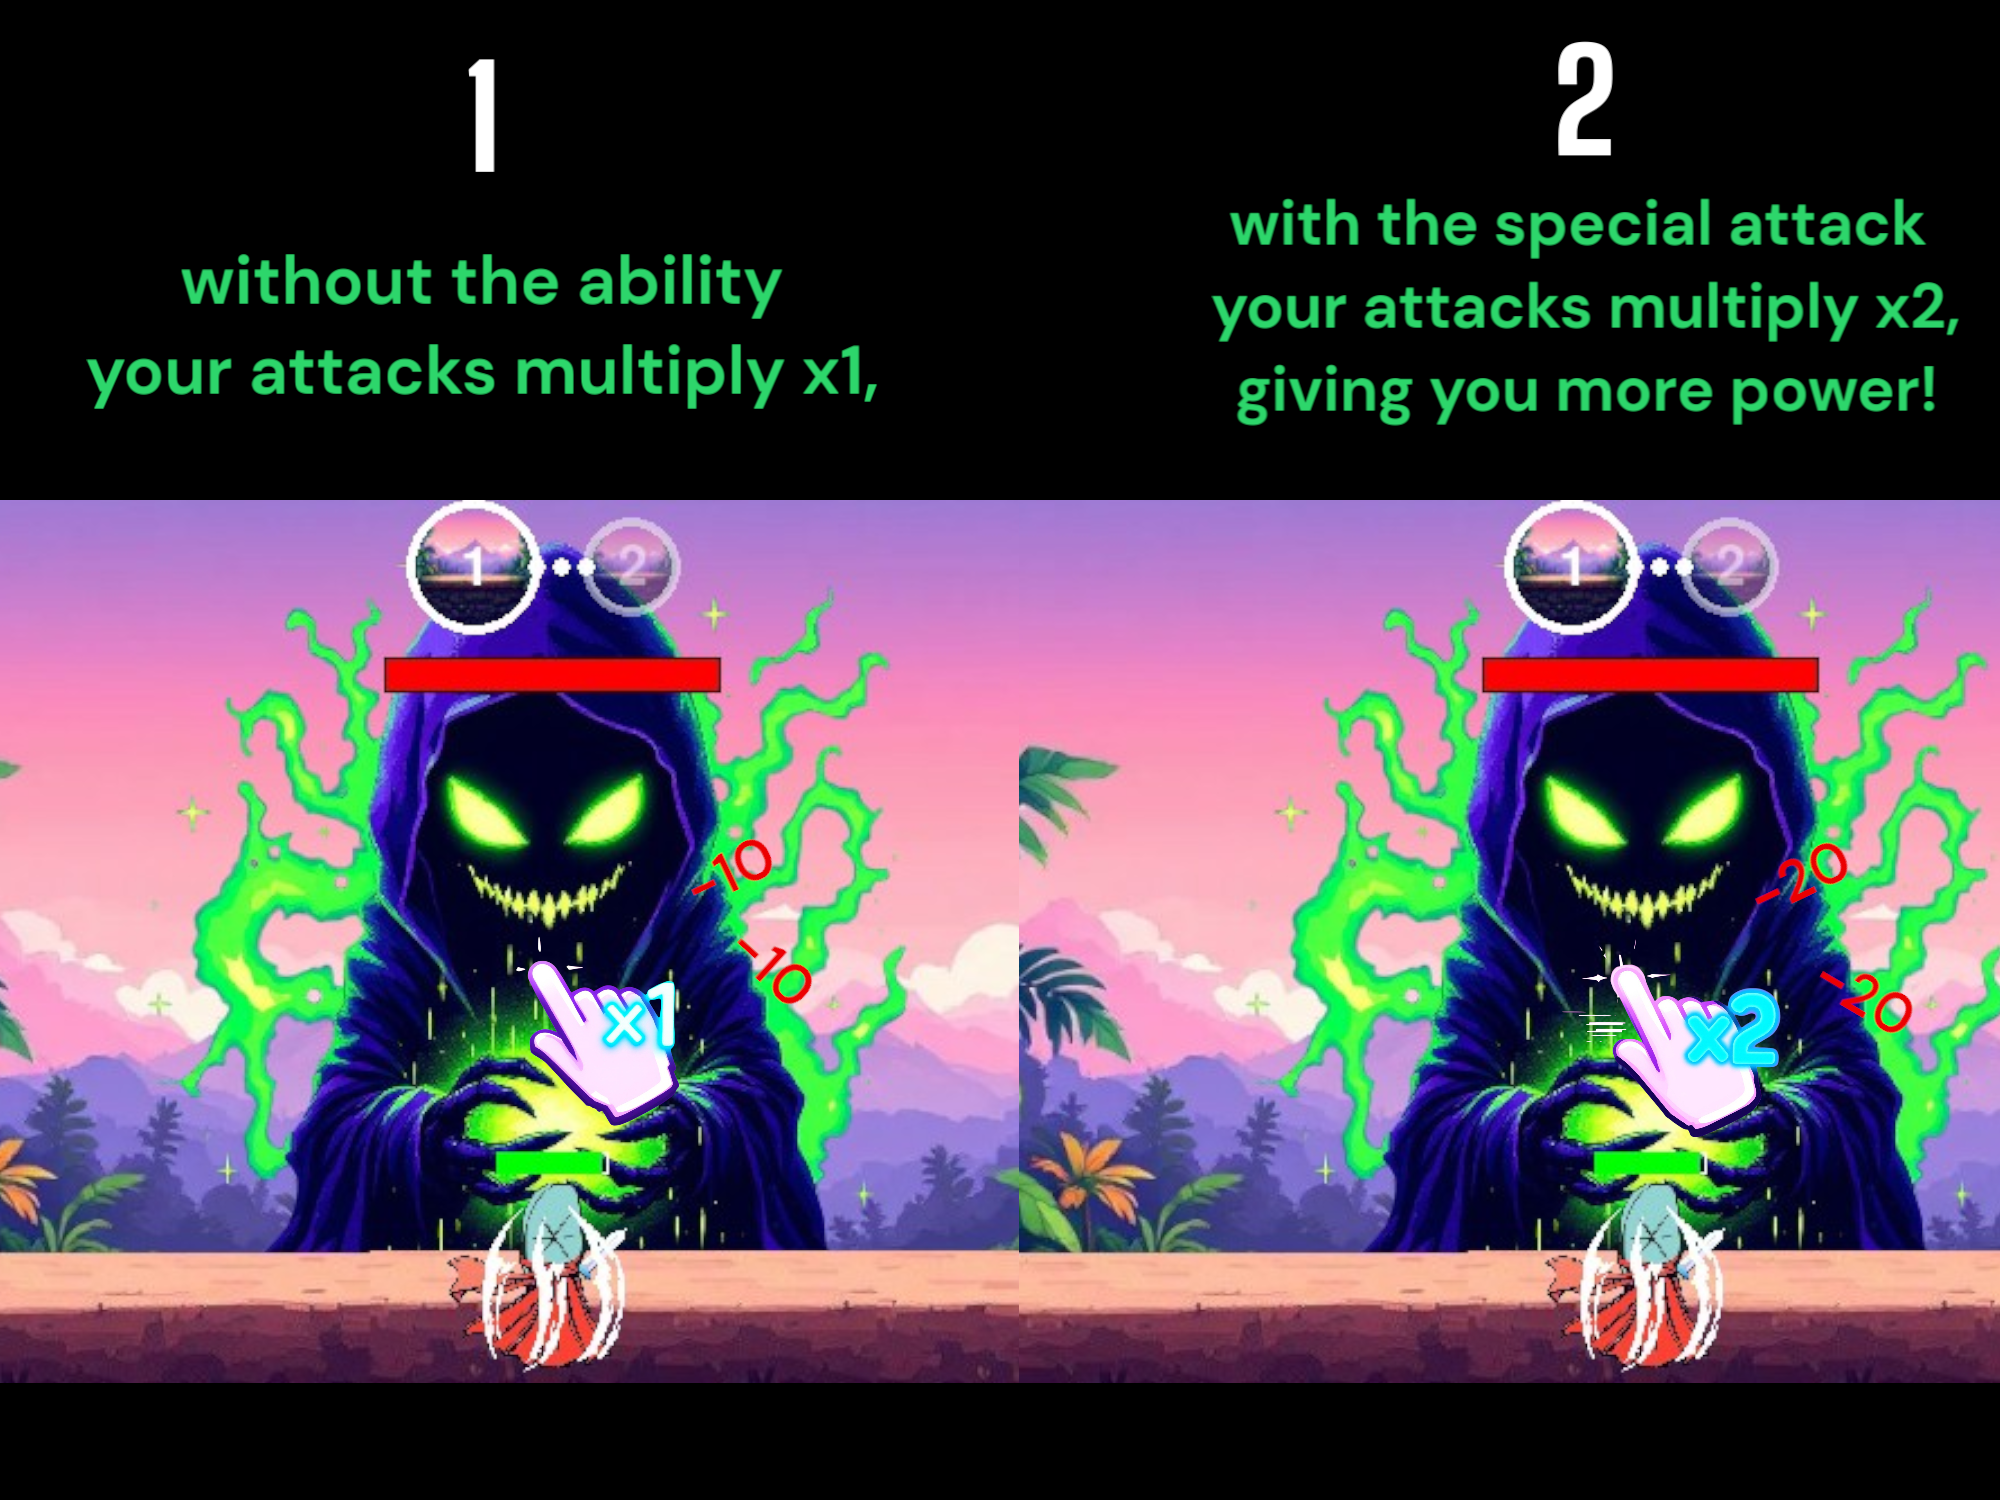 1
without the ability
your attacks multiply x1,
2
with the special attack
your attacks multiply x2,
giving you more power!
1 2
-10
-10
x1
1 2
-20
-20
x2